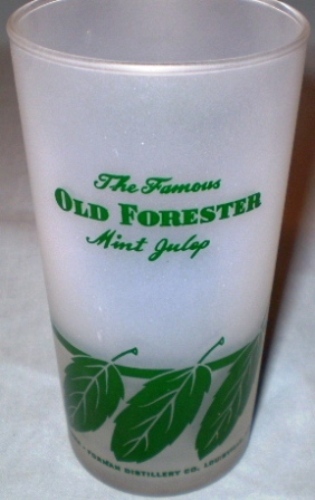 The Famous
OLD FORESTER
Mint Julep
-FORMAN DISTILLERY CO.